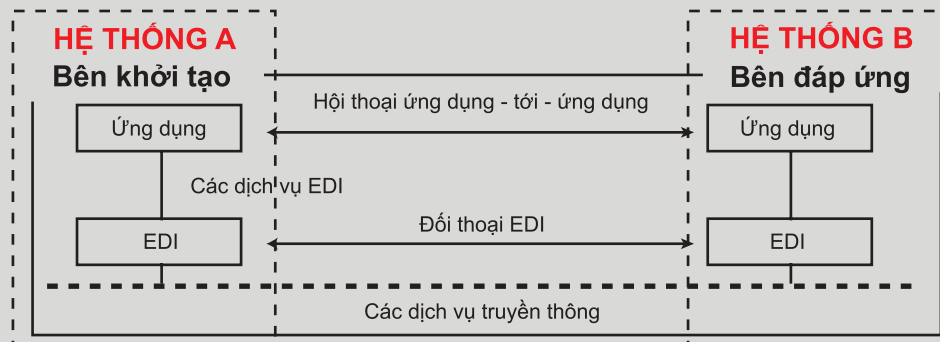 HỆ THỐNG A
Bên khởi tạo
HỆ THỐNG B
Bên đáp ứng
Hội thoại ứng dụng - tới - ứng dụng
Ứng dụng
Ứng dụng
Các dịch vụ EDI
Đối thoại EDI
EDI
EDI
Các dịch vụ truyền thông